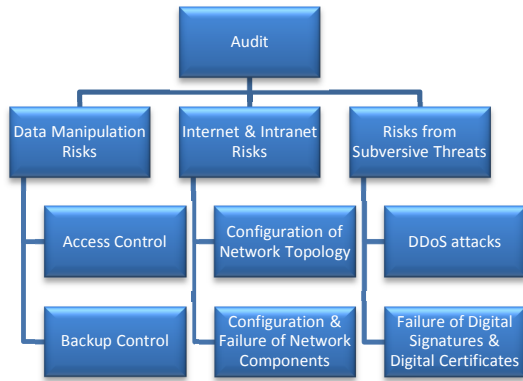 Audit
Data Manipulation
Risks
Internet & Intranet
Risks
Risks from
Subversive Threats
Access Control
Configuration of
Network Topology
DDoS attacks
Backup Control
Configuration &
Failure of Network
Components
Failure of Digital
Signatures &
Digital Certificates